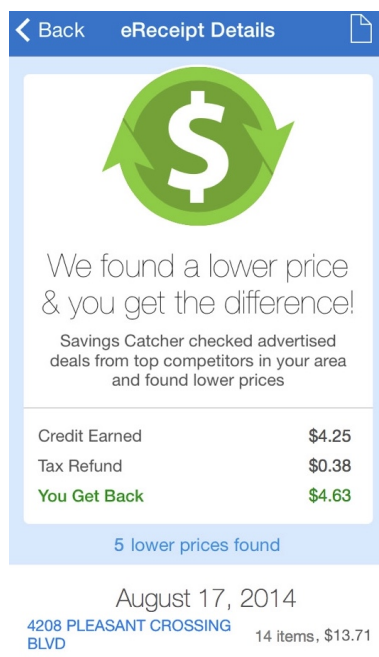 Back eReceipt Details
$
We found a lower price
& you get the difference!
Savings Catcher checked advertised
deals from top competitors in your area
and found lower prices
Credit Earned $4.25
Tax Refund $0.38
You Get Back $4.63
5 lower prices found
August 17, 2014
4208 PLEASANT CROSSING
BLVD
14 items, $13.71